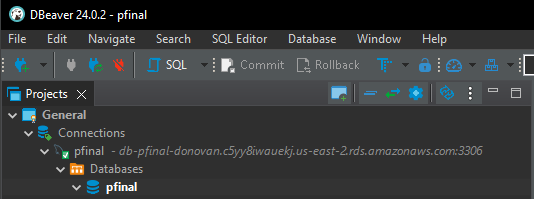 DBeaver 24.0.2 - pfinal
File Edit Navigate Search SQL Editor Database Window Help
SQL Commit Rollback
Projects
General
Connections
pfinal - db-pfinal-donovan.c5yy8iwauekj.us-east-2.rds.amazonaws.com:3306
Databases
pfinal